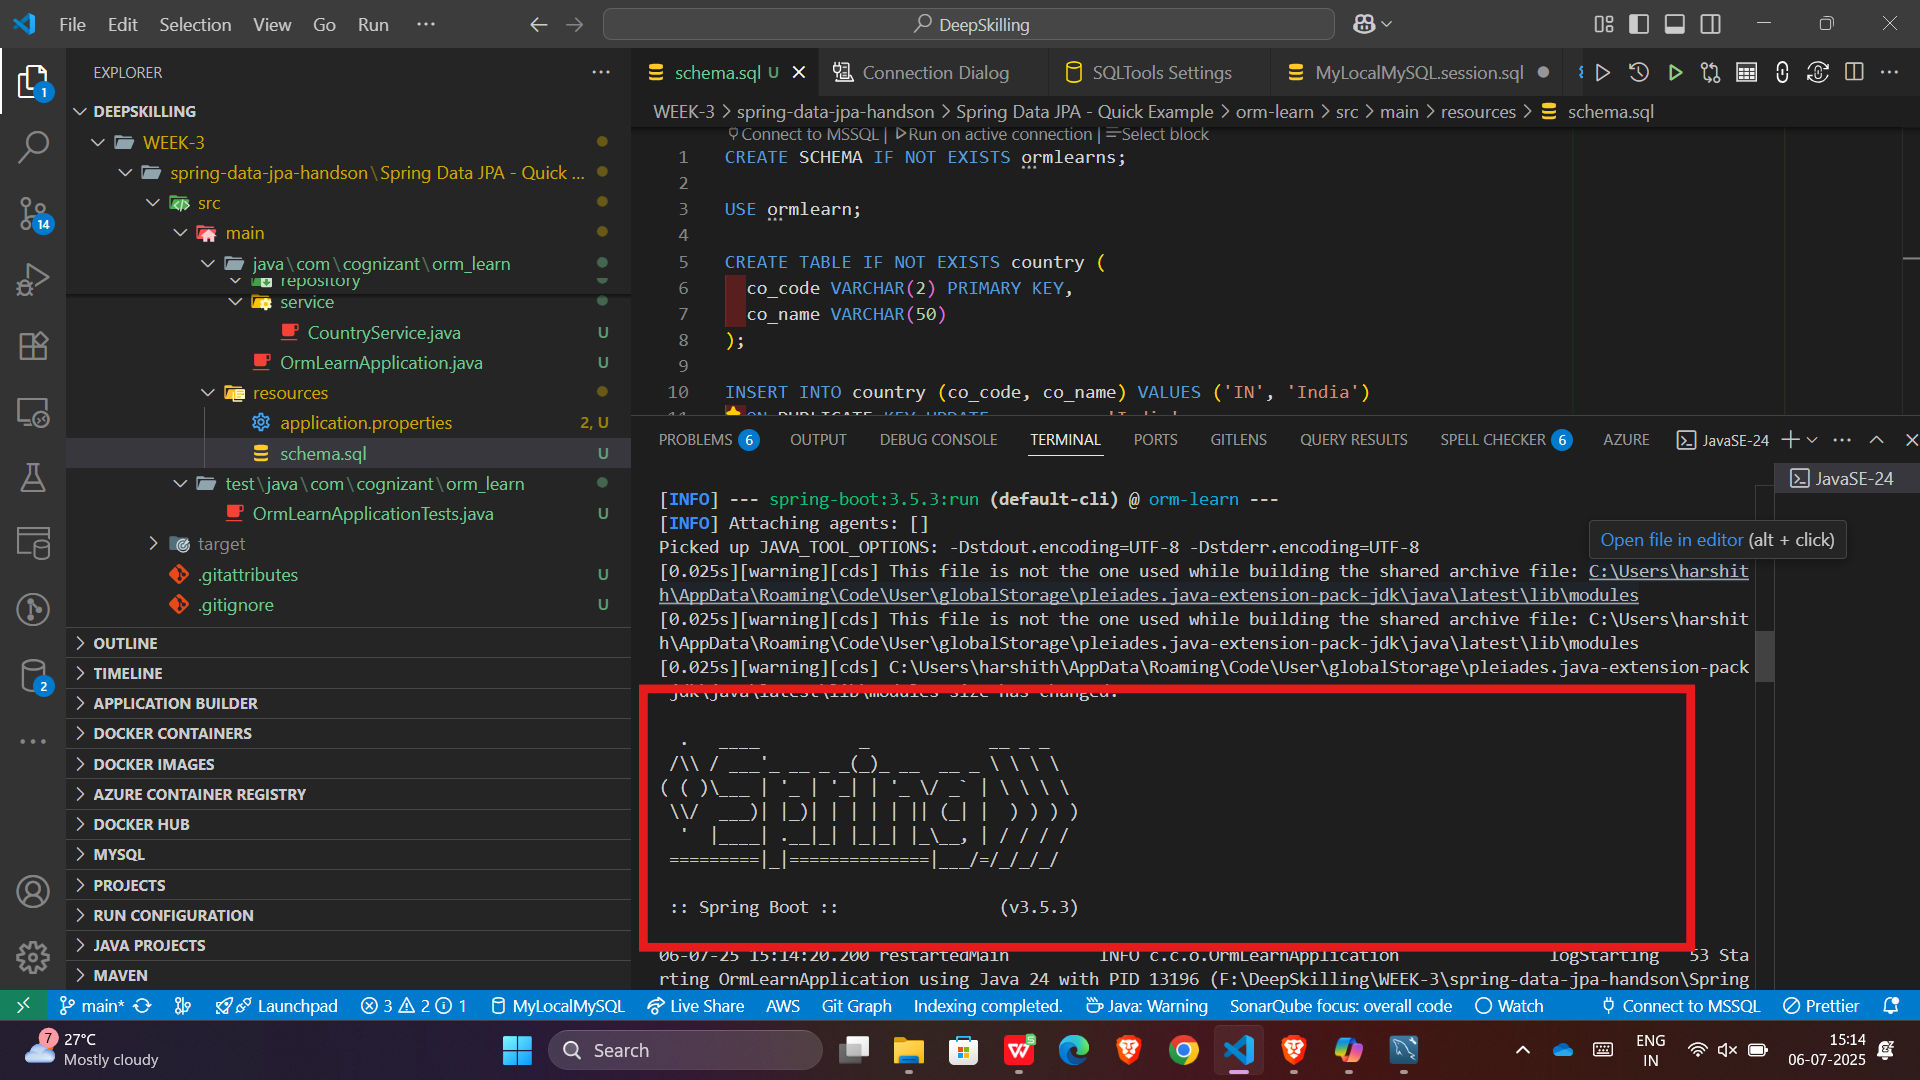 File Edit Selection View Go Run ···
DeepSkilling
EXPLORER
DEEPSKILLING
WEEK-3
spring-data-jpa-handson\Spring Data JPA - Quick ...
src
main
java\com\cognizant\orm_learn
repository
service
CountryService.java U
OrmLearnApplication.java U
resources
application.properties 2, U
schema.sql U
test\java\com\cognizant\orm_learn
OrmLearnApplicationTests.java U
target
.gitattributes U
.gitignore U
OUTLINE
TIMELINE
APPLICATION BUILDER
DOCKER CONTAINERS
DOCKER IMAGES
AZURE CONTAINER REGISTRY
DOCKER HUB
MYSQL
PROJECTS
RUN CONFIGURATION
JAVA PROJECTS
MAVEN
1
14
2
schema.sql U Connection Dialog SQLTools Settings MyLocalMySQL.session.sql
WEEK-3 > spring-data-jpa-handson > Spring Data JPA - Quick Example > orm-learn > src > main > resources > schema.sql
Connect to MSSQL | Run on active connection | Select block
1 CREATE SCHEMA IF NOT EXISTS ormlearns;
2
3 USE ormlearn;
4
5 CREATE TABLE IF NOT EXISTS country (
6 co_code VARCHAR(2) PRIMARY KEY,
7 co_name VARCHAR(50)
8 );
9
10 INSERT INTO country (co_code, co_name) VALUES ('IN', 'India')
PROBLEMS 6 OUTPUT DEBUG CONSOLE TERMINAL PORTS GITLENS QUERY RESULTS SPELL CHECKER 6 AZURE JavaSE-24
JavaSE-24
[INFO] --- spring-boot:3.5.3:run (default-cli) @ orm-learn ---
[INFO] Attaching agents: []
Open file in editor (alt + click)
Picked up JAVA_TOOL_OPTIONS: -Dstdout.encoding=UTF-8 -Dstderr.encoding=UTF-8
[0.025s][warning][cds] This file is not the one used while building the shared archive file: C:\Users\harshit
h\AppData\Roaming\Code\User\globalStorage\pleiades.java-extension-pack-jdk\java\latest\lib\modules
[0.025s][warning][cds] This file is not the one used while building the shared archive file: C:\Users\harshit
h\AppData\Roaming\Code\User\globalStorage\pleiades.java-extension-pack-jdk\java\latest\lib\modules
[0.025s][warning][cds] C:\Users\harshith\AppData\Roaming\Code\User\globalStorage\pleiades.java-extension-pack
-jdk\java\latest\lib\modules size has changed.
Spring
:: Spring Boot :: (v3.5.3)
06-07-25 15:14:20.200 restartedMain INFO c.c.o.OrmLearnApplication logStarting 53 Sta
rting OrmLearnApplication using Java 24 with PID 13196 (F:\DeepSkilling\WEEK-3\spring-data-jpa-handson\Spring
main* Launchpad 3 2 1 MyLocalMySQL Live Share AWS Git Graph Indexing completed. Java: Warning SonarQube focus: overall code Watch Connect to MSSQL Prettier
7
27°C
Mostly cloudy
Search
ENG
IN
15:14
06-07-2025